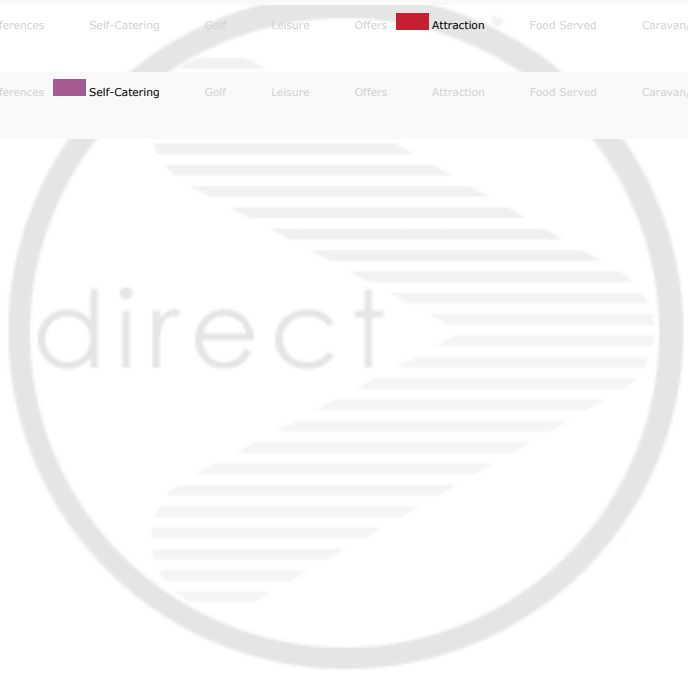 ferences Self-Catering Golf Leisure Offers Attraction Food Served Caravan/
ferences Self-Catering Golf Leisure Offers Attraction Food Served Caravan/
direct